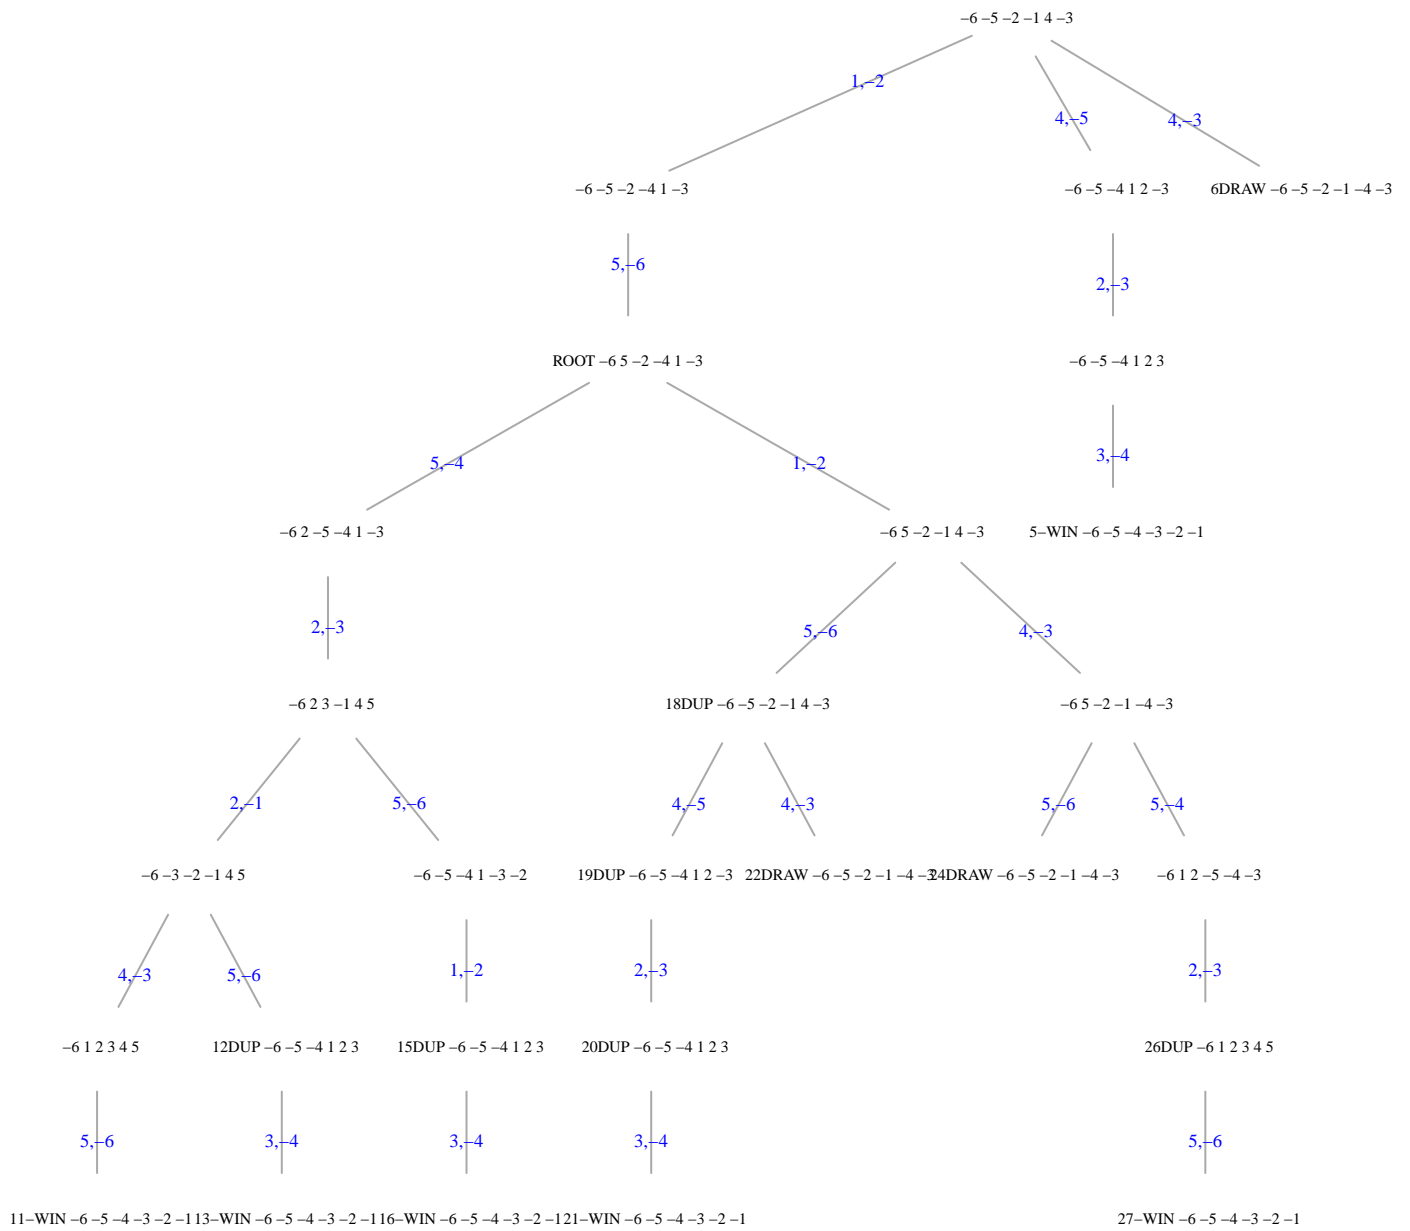 −6 −5 −2 −1 4 −3
1,−2
4,−5
4,−3
−6 −5 −2 −4 1 −3
−6 −5 −4 1 2 −3
6DRAW −6 −5 −2 −1 −4 −3
5,−6
2,−3
ROOT −6 5 −2 −4 1 −3
−6 −5 −4 1 2 3
5,−4
1,−2
3,−4
−6 2 −5 −4 1 −3
−6 5 −2 −1 4 −3
5−WIN −6 −5 −4 −3 −2 −1
2,−3
5,−6
4,−3
−6 2 3 −1 4 5
18DUP −6 −5 −2 −1 4 −3
−6 5 −2 −1 −4 −3
2,−1
5,−6
4,−5
4,−3
5,−6
5,−4
−6 −3 −2 −1 4 5
−6 −5 −4 1 −3 −2
19DUP −6 −5 −4 1 2 −3
22DRAW −6 −5 −2 −1 −4 −3
24DRAW −6 −5 −2 −1 −4 −3
−6 1 2 −5 −4 −3
4,−3
5,−6
1,−2
2,−3
2,−3
−6 1 2 3 4 5
12DUP −6 −5 −4 1 2 3
15DUP −6 −5 −4 1 2 3
20DUP −6 −5 −4 1 2 3
26DUP −6 1 2 3 4 5
5,−6
3,−4
3,−4
3,−4
5,−6
11−WIN −6 −5 −4 −3 −2 −1
13−WIN −6 −5 −4 −3 −2 −1
16−WIN −6 −5 −4 −3 −2 −1
21−WIN −6 −5 −4 −3 −2 −1
27−WIN −6 −5 −4 −3 −2 −1